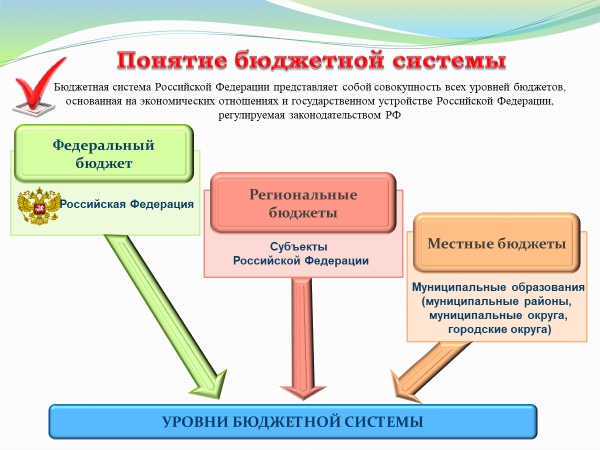 Понятие бюджетной системы
Бюджетная система Российской Федерации представляет собой совокупность всех уровней бюджетов,
основанная на экономических отношениях и государственном устройстве Российской Федерации,
регулируемая законодательством РФ
Федеральный
бюджет
Российская Федерация
Региональные
бюджеты
Субъекты
Российской Федерации
Местные бюджеты
Муниципальные образования
(муниципальные районы,
муниципальные округа,
городские округа)
УРОВНИ БЮДЖЕТНОЙ СИСТЕМЫ